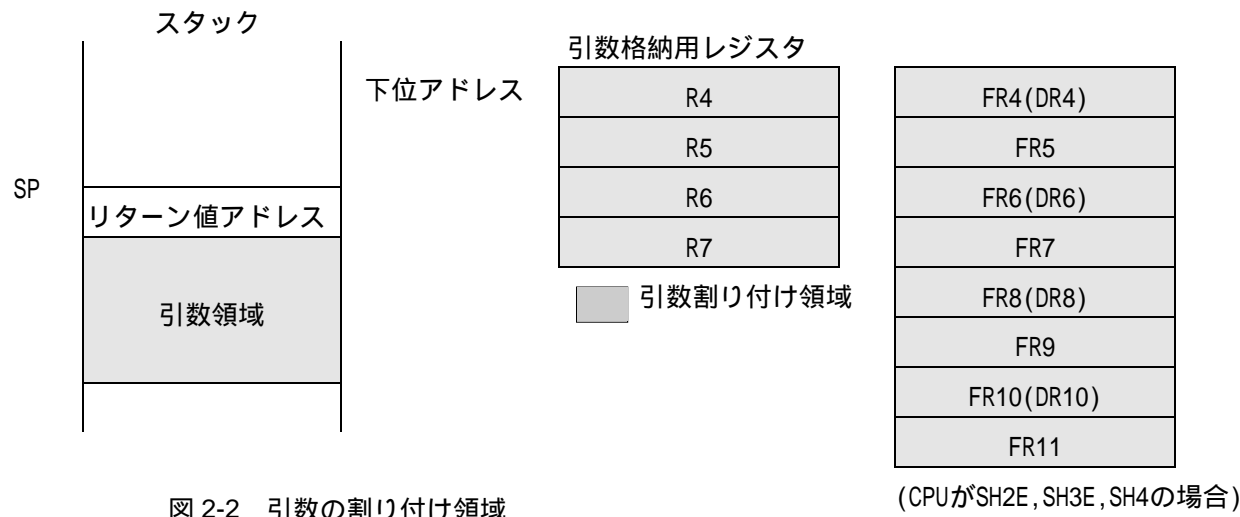 スタック
SP
リターン値アドレス
引数領域
下位アドレス
引数格納用レジスタ
R4
R5
R6
R7
引数割り付け領域
FR4(DR4)
FR5
FR6(DR6)
FR7
FR8(DR8)
FR9
FR10(DR10)
FR11
(CPUがSH2E,SH3E,SH4の場合)
図 2-2 引数の割り付け領域